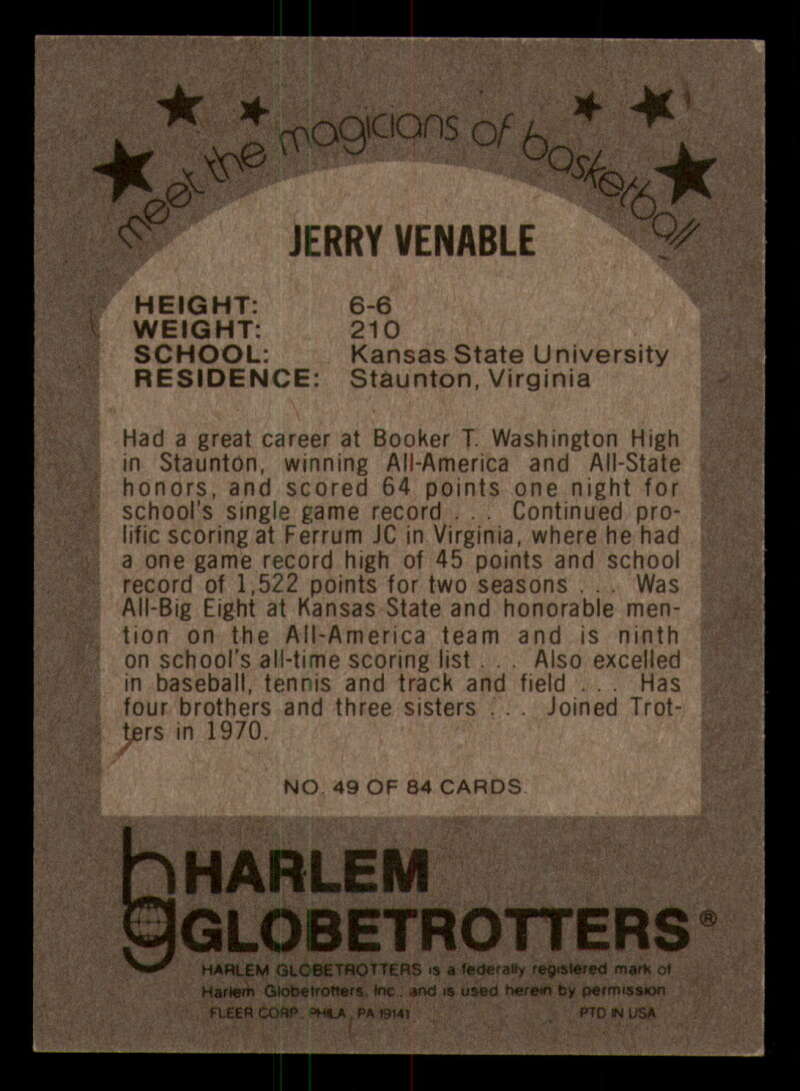 meet the magicians of basketball
JERRY VENABLE
HEIGHT: 6-6
WEIGHT: 210
SCHOOL: Kansas State University
RESIDENCE: Staunton, Virginia
Had a great career at Booker T. Washington High
in Staunton, winning All-America and All-State
honors, and scored 64 points one night for
school's single game record . . . Continued pro-
lific scoring at Ferrum JC in Virginia, where he had
a one game record high of 45 points and school
record of 1,522 points for two seasons . . . Was
All-Big Eight at Kansas State and honorable men-
tion on the All-America team and is ninth
on school's all-time scoring list . . . Also excelled
in baseball, tennis and track and field . . . Has
four brothers and three sisters . . . Joined Trot-
ters in 1970.
NO. 49 OF 84 CARDS
hg HARLEM
GLOBETROTTERS®
HARLEM GLOBETROTTERS is a federally registered mark of
Harlem Globetrotters, Inc., and is used herein by permission
FLEER CORP. PHILA., PA 19141 PTD IN USA